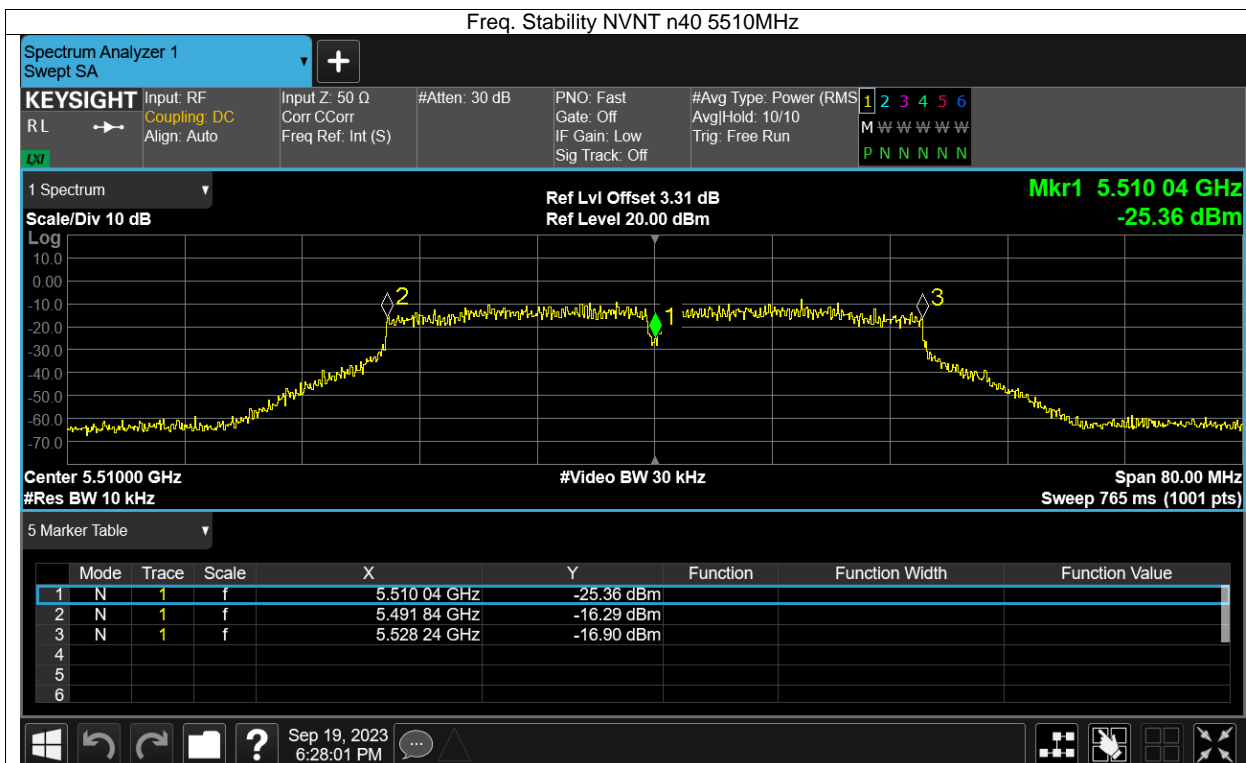 Freq. Stability NVNT n40 5510MHz
Spectrum Analyzer 1
Swept SA
KEYSIGHT
R L
LXI
Input: RF
Coupling: DC
Align: Auto
Input Z: 50 Ω
Corr CCorr
Freq Ref: Int (S)
#Atten: 30 dB
PNO: Fast
Gate: Off
IF Gain: Low
Sig Track: Off
#Avg Type: Power (RMS
Avg|Hold: 10/10
Trig: Free Run
1 2 3 4 5 6
M W W W W W
P N N N N N
1 Spectrum
Scale/Div 10 dB
Ref Lvl Offset 3.31 dB
Ref Level 20.00 dBm
Mkr1 5.510 04 GHz
-25.36 dBm
Log
10.0
0.00
-10.0
-20.0
-30.0
-40.0
-50.0
-60.0
-70.0
2
1
3
Center 5.51000 GHz
#Video BW 30 kHz
Span 80.00 MHz
#Res BW 10 kHz
Sweep 765 ms (1001 pts)
5 Marker Table
Mode Trace Scale X Y Function Function Width Function Value
1 N 1 f 5.510 04 GHz -25.36 dBm
2 N 1 f 5.491 84 GHz -16.29 dBm
3 N 1 f 5.528 24 GHz -16.90 dBm
4
5
6
?
Sep 19, 2023
6:28:01 PM